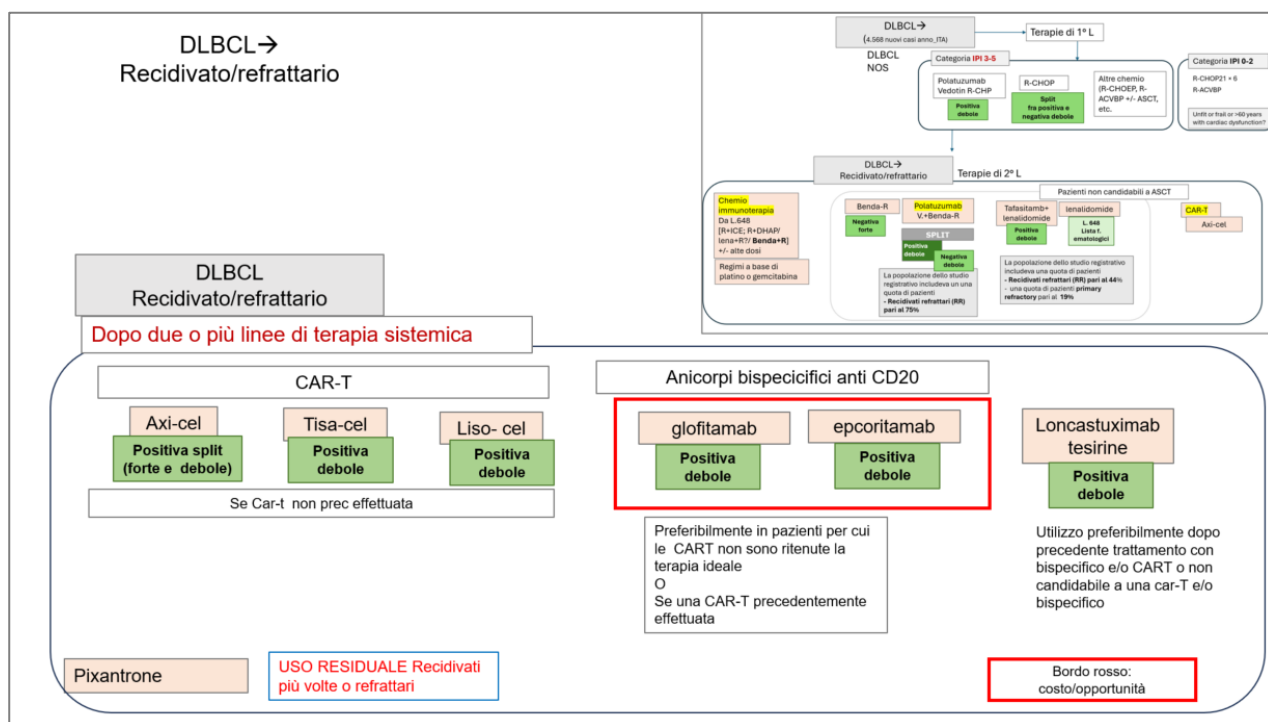 DLBCL→
Recidivato/refrattario
DLBCL→
(4.568 nuovi casi anno_ITA)
Terapie di 1° L
DLBCL
NOS
Categoria IPI 3-5
Polatuzumab
Vedotin R-CHP
Positiva
debole
R-CHOP
Split
fra positiva e
negativa debole
Altre chemio
(R-CHOEP, R-
ACVBP +/- ASCT,
etc.
Categoria IPI 0-2
R-CHOP21 × 6
R-ACVBP
Unfit or frail or >60 years
with cardiac dysfunction?
DLBCL→
Recidivato/refrattario
Terapie di 2° L
Pazienti non candidabili a ASCT
Chemio
immunoterapia
Da L.648
[R+ICE; R+DHAP/
lena+R?/ Benda+R]
+/- alte dosi
Regimi a base di
platino o gemcitabina
Benda-R
Negativa
forte
Polatuzumab
V.+Benda-R
SPLIT
Positiva
debole
Negativa
debole
La popolazione dello studio
registrativo includeva un una
quota di pazienti
- Recidivati refrattari (RR)
pari al 75%
Tafasitamb+
lenalidomide
Positiva
debole
lenalidomide
L. 648
Lista f.
ematologici
La popolazione dello studio registrativo
includeva una quota di pazienti
- Recidivati refrattari (RR) pari al 44%
- una quota di pazienti primary
refractory pari al 19%
CAR-T
Axi-cel
DLBCL
Recidivato/refrattario
Dopo due o più linee di terapia sistemica
CAR-T
Axi-cel
Positiva split
(forte e debole)
Tisa-cel
Positiva
debole
Liso- cel
Positiva
debole
Se Car-t non prec effettuata
Anicorpi bispecicifici anti CD20
glofitamab
Positiva
debole
epcoritamab
Positiva
debole
Preferibilmente in pazienti per cui
le CART non sono ritenute la
terapia ideale
O
Se una CAR-T precedentemente
effettuata
Loncastuximab
tesirine
Positiva
debole
Utilizzo preferibilmente dopo
precedente trattamento con
bispecifico e/o CART o non
candidabile a una car-T e/o
bispecifico
Pixantrone
USO RESIDUALE Recidivati
più volte o refrattari
Bordo rosso:
costo/opportunità